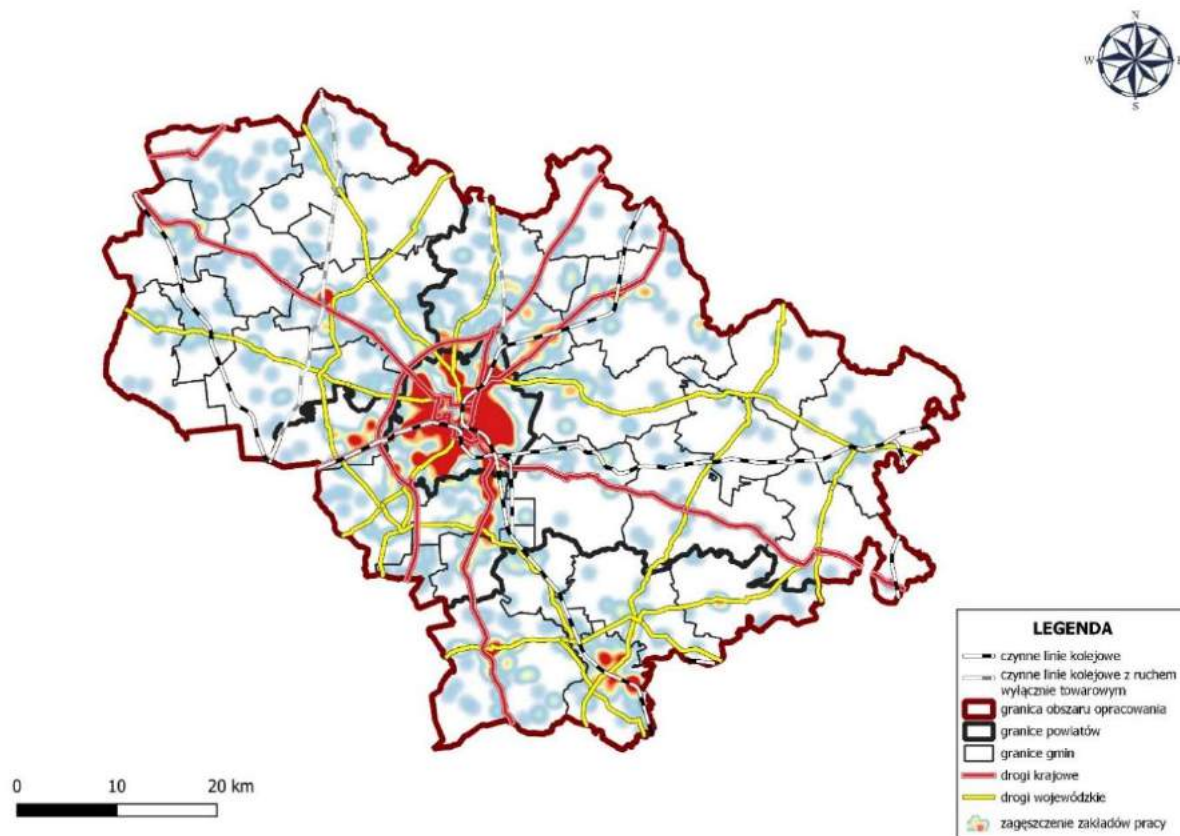 N
W E
S
LEGENDA
czynne linie kolejowe
czynne linie kolejowe z ruchem
wyłącznie towarowym
granica obszaru opracowania
granice powiatów
granice gmin
drogi krajowe
drogi wojewódzkie
zagęszczenie zakładów pracy
0 10 20 km